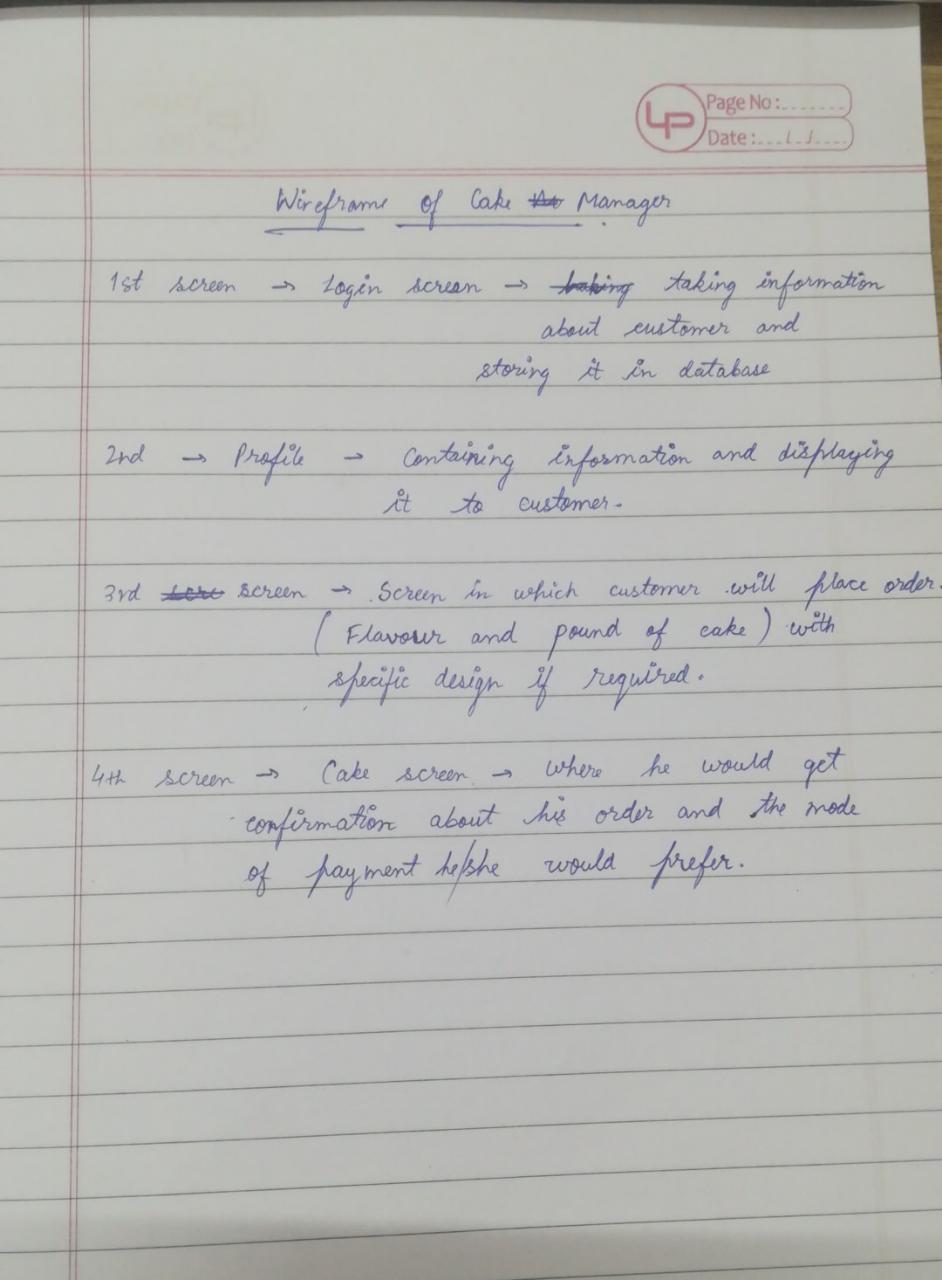 LP
Page No :.......
Date :.../../....
Wireframe of Cake Manager
1st screen → Login screen → taking information
about customer and
storing it in database
2nd → Profile → Containing information and displaying
it to customer.
3rd screen → Screen in which customer will place order.
(Flavour and pound of cake) with
specific design if required.
4th screen → Cake screen → Where he would get
confirmation about his order and the mode
of payment he/she would prefer.